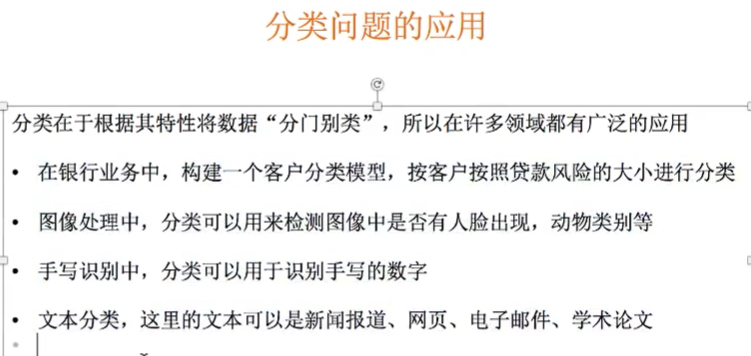 分类问题的应用
分类在于根据其特性将数据“分门别类”，所以在许多领域都有广泛的应用
• 在银行业务中，构建一个客户分类模型，按客户按照贷款风险的大小进行分类
• 图像处理中，分类可以用来检测图像中是否有人脸出现，动物类别等
• 手写识别中，分类可以用于识别手写的数字
• 文本分类，这里的文本可以是新闻报道、网页、电子邮件、学术论文